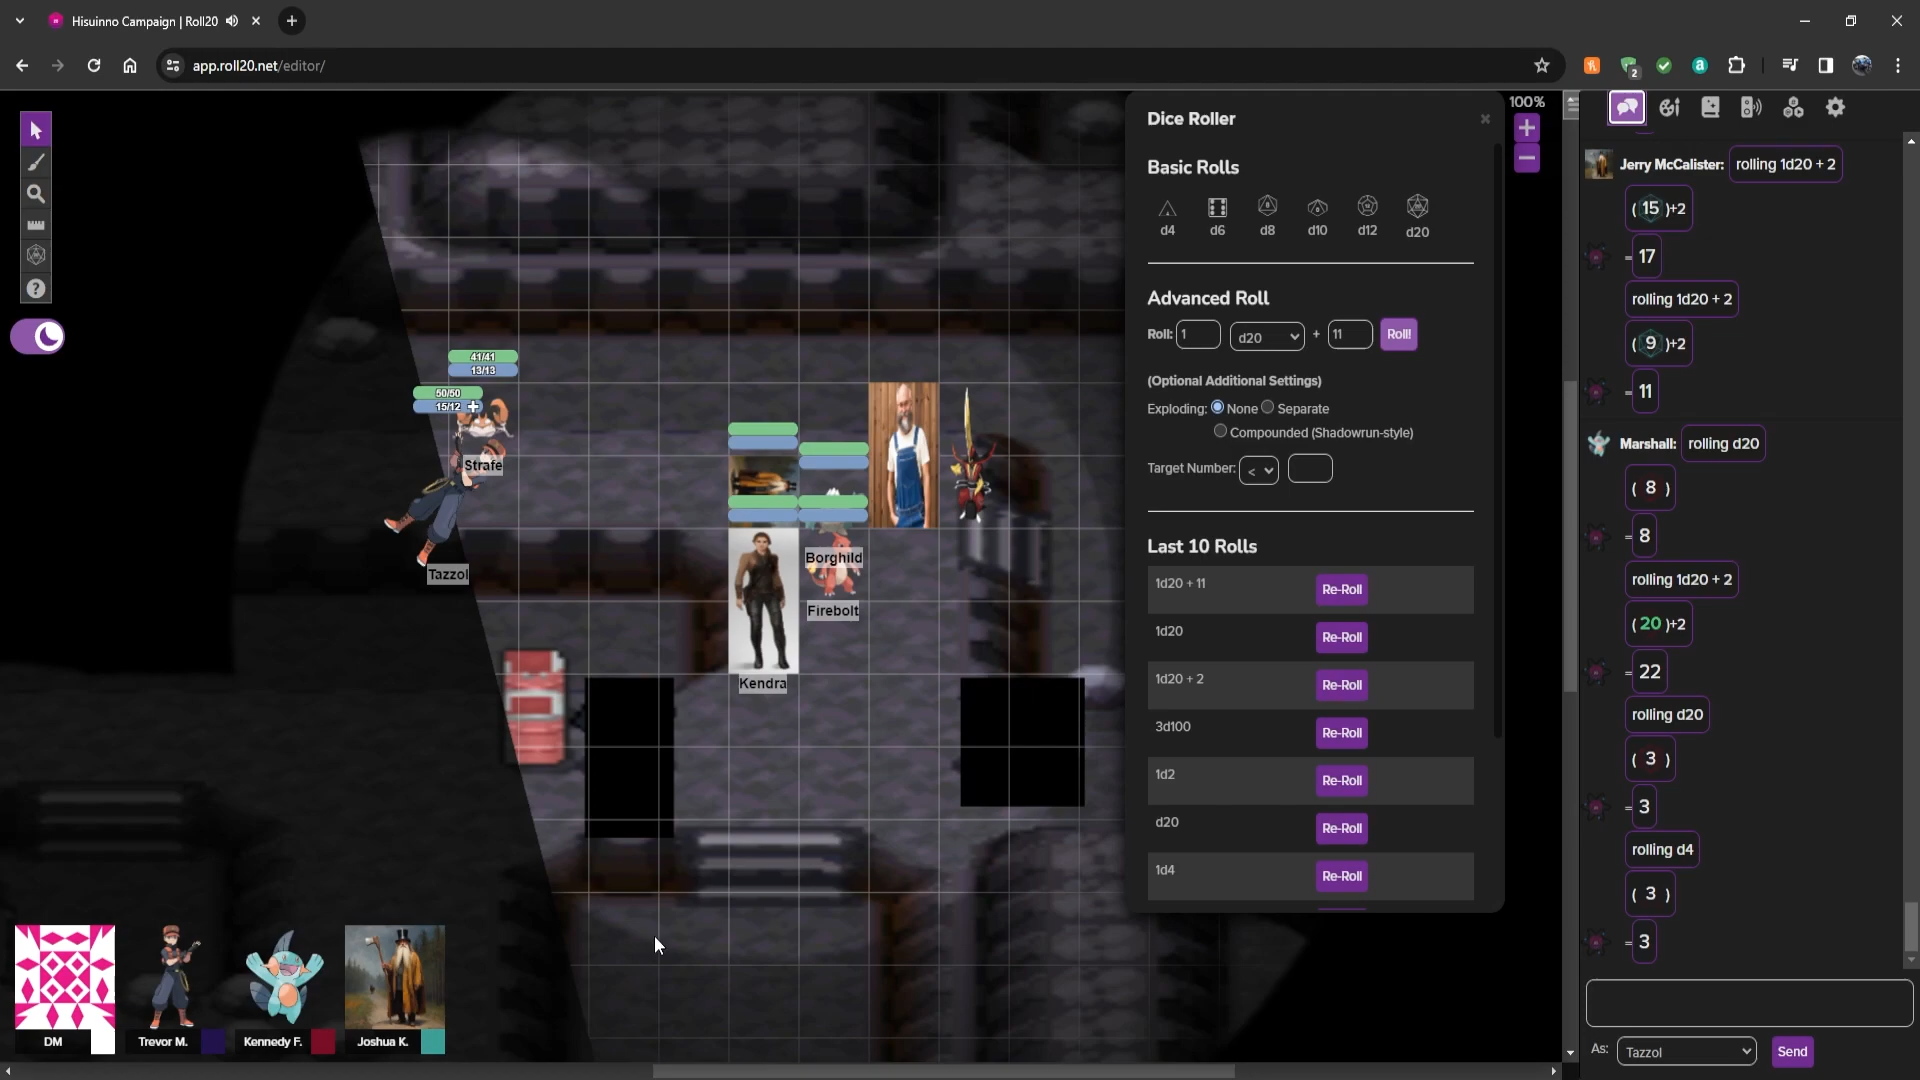 Hisuinno Campaign | Roll20
app.roll20.net/editor/
2
100%
41/41
13/13
50/50
15/12
Strafe
Tazzol
Borghild
Firebolt
Kendra
DM
Trevor M.
Kennedy F.
Joshua K.
Dice Roller
Basic Rolls
d4 d6 d8 d10 d12 d20
Advanced Roll
Roll: 1 d20 + 11 Roll!
(Optional Additional Settings)
Exploding: None Separate
Compounded (Shadowrun-style)
Target Number: <
Last 10 Rolls
1d20 + 11 Re-Roll
1d20 Re-Roll
1d20 + 2 Re-Roll
3d100 Re-Roll
1d2 Re-Roll
d20 Re-Roll
1d4 Re-Roll
Jerry McCalister: rolling 1d20 + 2
(15)+2
=17
rolling 1d20 + 2
(9)+2
=11
Marshall: rolling d20
(8)
=8
rolling 1d20 + 2
(20)+2
=22
rolling d20
(3)
=3
rolling d4
(3)
=3
As: Tazzol Send